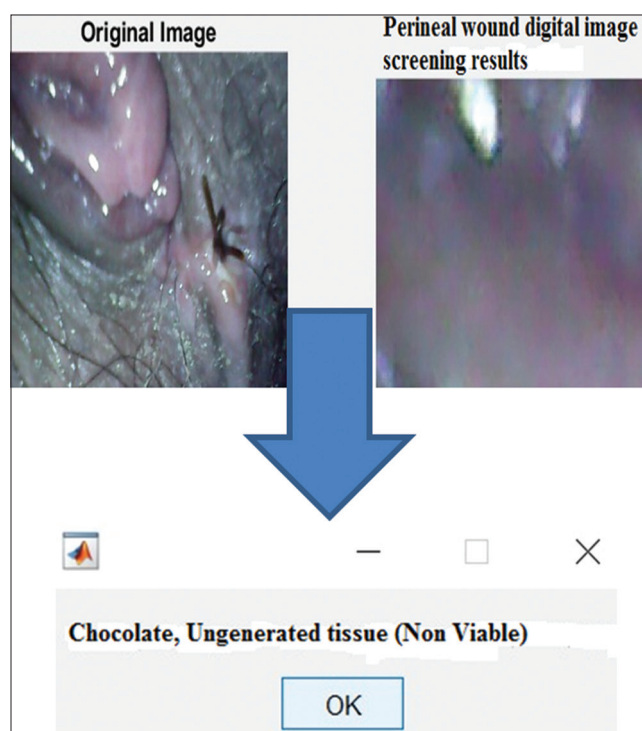 Original Image
Perineal wound digital image
screening results
Chocolate, Ungenerated tissue (Non Viable)
OK